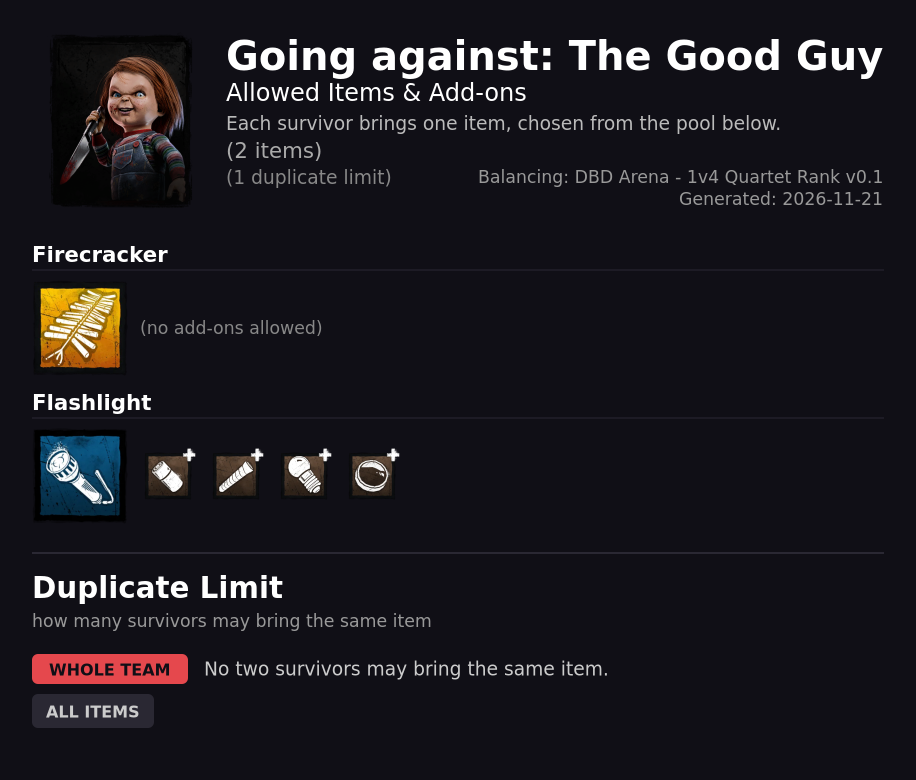 Going against: The Good Guy
Allowed Items & Add-ons
Each survivor brings one item, chosen from the pool below.
(2 items)
(1 duplicate limit)
Balancing: DBD Arena - 1v4 Quartet Rank v0.1
Generated: 2026-11-21
Firecracker
(no add-ons allowed)
Flashlight
Duplicate Limit
how many survivors may bring the same item
WHOLE TEAM
No two survivors may bring the same item.
ALL ITEMS